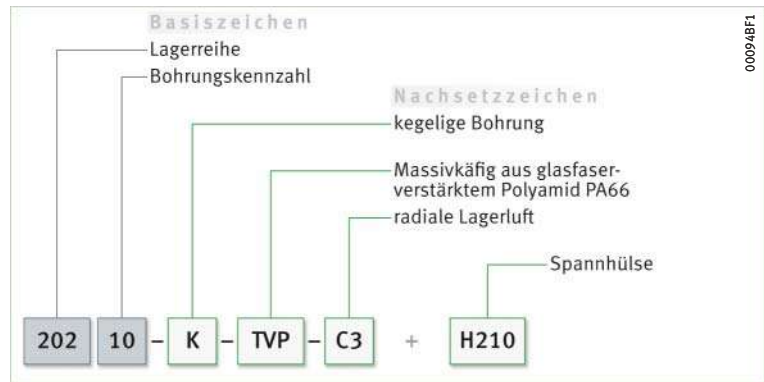 Basiszeichen
Lagerreihe
Bohrungskennzahl
Nachsetzzeichen
kegelige Bohrung
Massivkäfig aus glasfaser-
verstärktem Polyamid PA66
radiale Lagerluft
Spannhülse
202 10 – K – TVP – C3 + H210
00094BF1